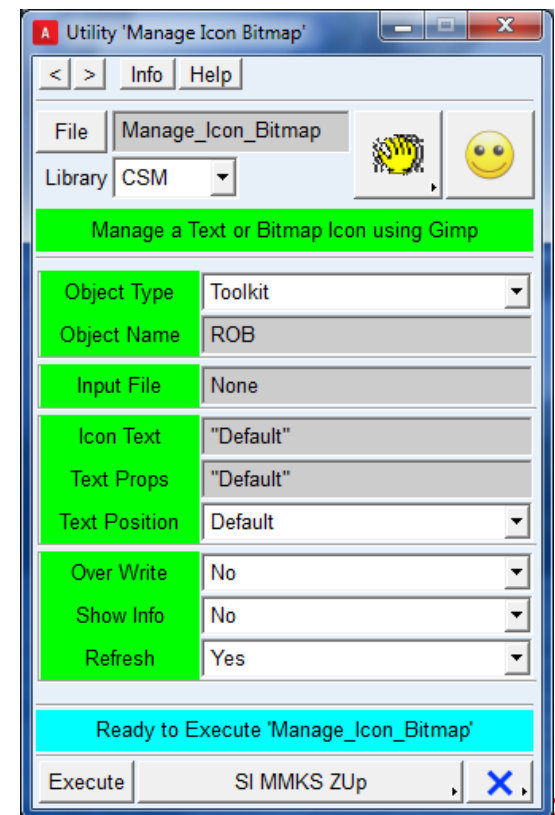 A Utility 'Manage Icon Bitmap'
< > Info Help
File Manage_Icon_Bitmap
Library CSM
Manage a Text or Bitmap Icon using Gimp
Object Type Toolkit
Object Name ROB
Input File None
Icon Text "Default"
Text Props "Default"
Text Position Default
Over Write No
Show Info No
Refresh Yes
Ready to Execute 'Manage_Icon_Bitmap'
Execute SI MMKS ZUp